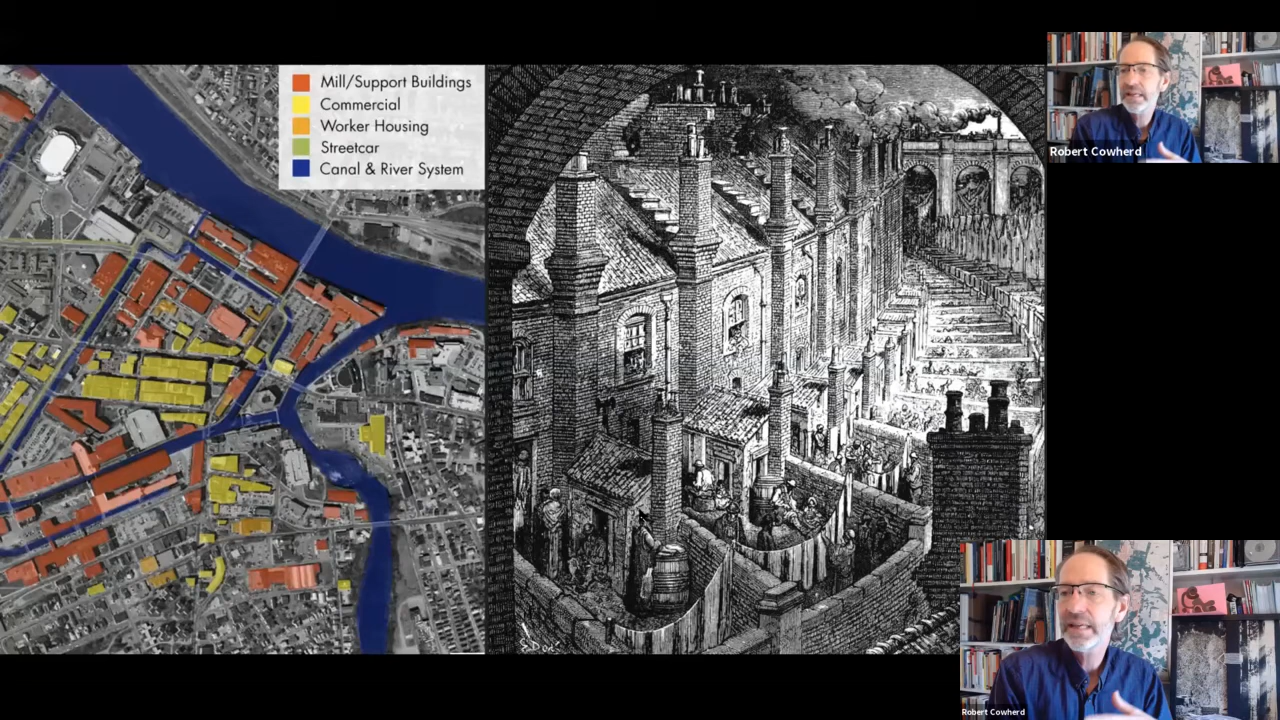 Mill/Support Buildings
Commercial
Worker Housing
Streetcar
Canal & River System
Robert Cowherd
Robert Cowherd